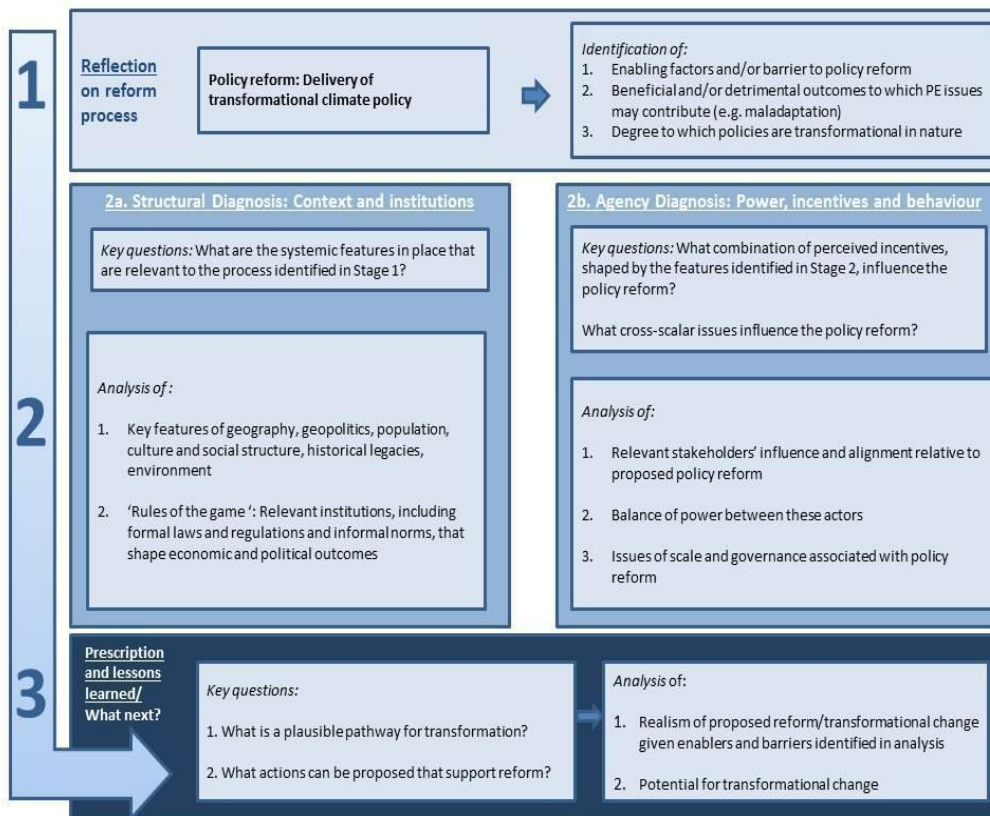 1
Reflection
on reform
process
Policy reform: Delivery of
transformational climate policy
Identification of:
1. Enabling factors and/or barrier to policy reform
2. Beneficial and/or detrimental outcomes to which PE issues
may contribute (e.g. maladaptation)
3. Degree to which policies are transformational in nature
2
2a. Structural Diagnosis: Context and institutions
Key questions: What are the systemic features in place that
are relevant to the process identified in Stage 1?
Analysis of :
1. Key features of geography, geopolitics, population,
culture and social structure, historical legacies,
environment
2. ‘Rules of the game ‘: Relevant institutions, including
formal laws and regulations and informal norms, that
shape economic and political outcomes
2b. Agency Diagnosis: Power, incentives and behaviour
Key questions: What combination of perceived incentives,
shaped by the features identified in Stage 2, influence the
policy reform?
What cross-scalar issues influence the policy reform?
Analysis of:
1. Relevant stakeholders’ influence and alignment relative to
proposed policy reform
2. Balance of power between these actors
3. Issues of scale and governance associated with policy
reform
3
Prescription
and lessons
learned/
What next?
Key questions:
1. What is a plausible pathway for transformation?
2. What actions can be proposed that support reform?
Analysis of:
1. Realism of proposed reform/transformational change
given enablers and barriers identified in analysis
2. Potential for transformational change